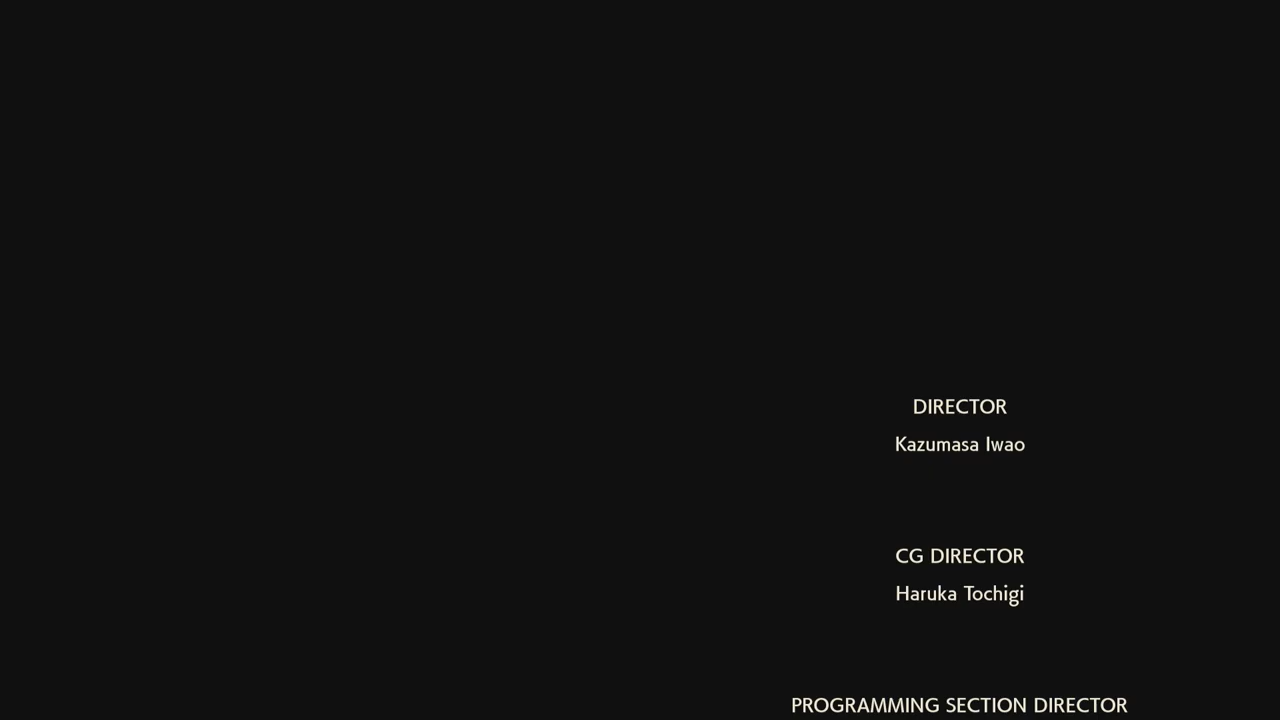 DIRECTOR
Kazumasa Iwao
CG DIRECTOR
Haruka Tochigi
PROGRAMMING SECTION DIRECTOR